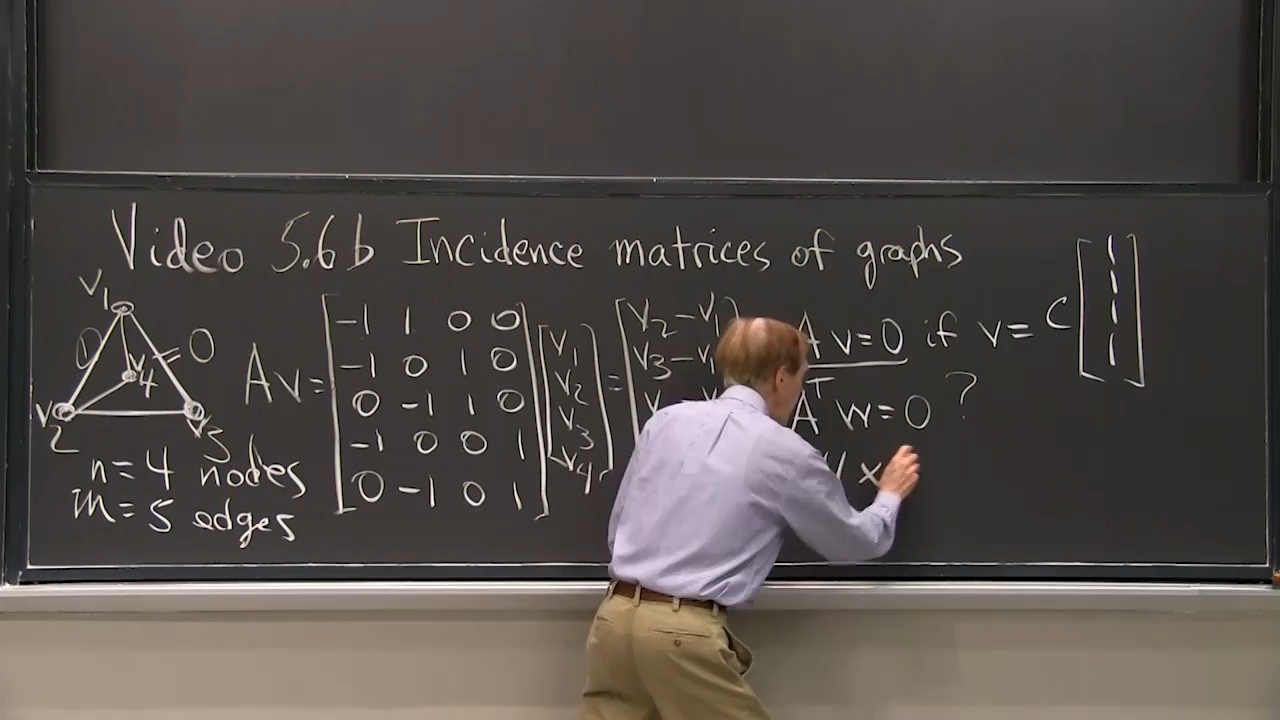 Video 5.6b Incidence matrices of graphs
V1
0
0
V4
V2
V3
n=4 nodes
m=5 edges
Av=
-1 1 0 0
-1 0 1 0
0 -1 1 0
-1 0 0 1
0 -1 0 1
V1
V2
V3
V4
=
V2-V1
V3-V1
Av=0 if v= c
1
1
1
1
Aᵀw=0 ?
4 x